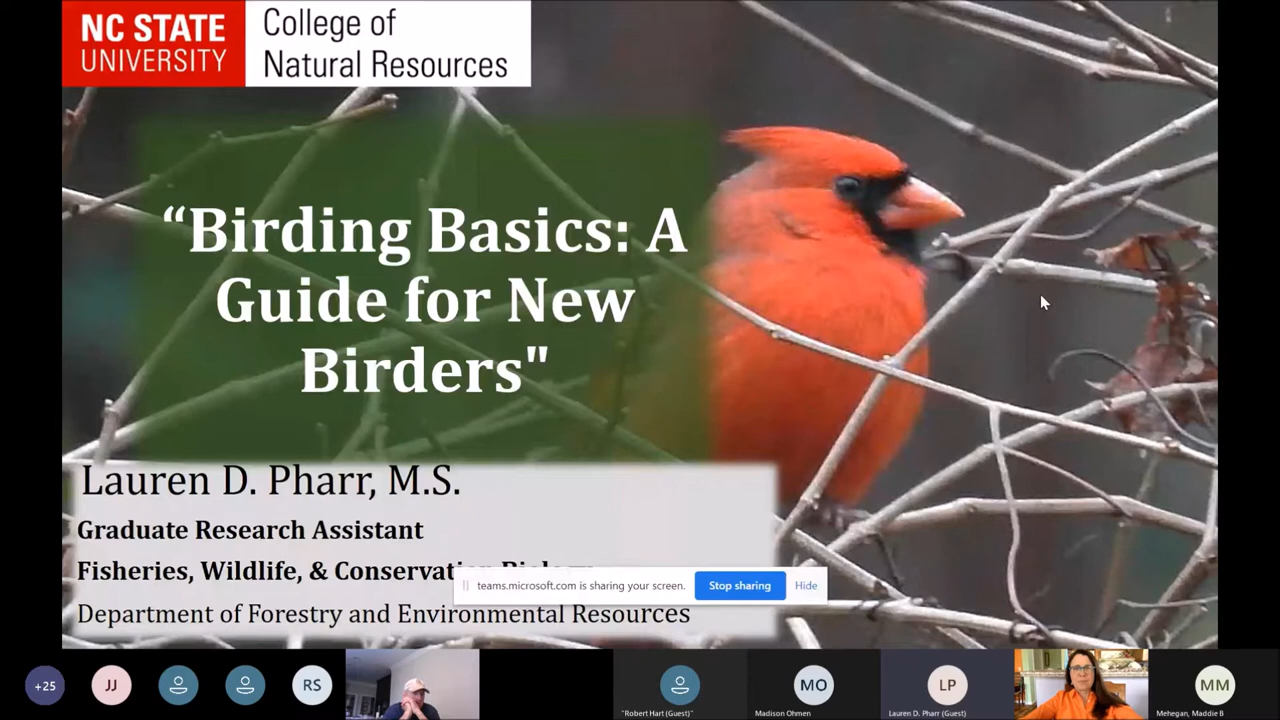 NC STATE
UNIVERSITY
College of
Natural Resources
“Birding Basics: A
Guide for New
Birders"
Lauren D. Pharr, M.S.
Graduate Research Assistant
Fisheries, Wildlife, & Conservation Biology
teams.microsoft.com is sharing your screen.
Stop sharing
Hide
Department of Forestry and Environmental Resources
+25
JJ
RS
"Robert Hart (Guest)"
MO
Madison Ohmen
LP
Lauren D. Pharr (Guest)
MM
Mehegan, Maddie B